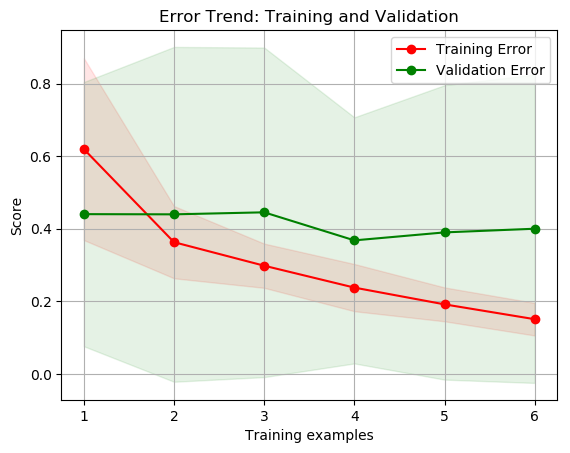 Error Trend: Training and Validation
Training Error
Validation Error
Score
0.8
0.6
0.4
0.2
0.0
1 2 3 4 5 6
Training examples